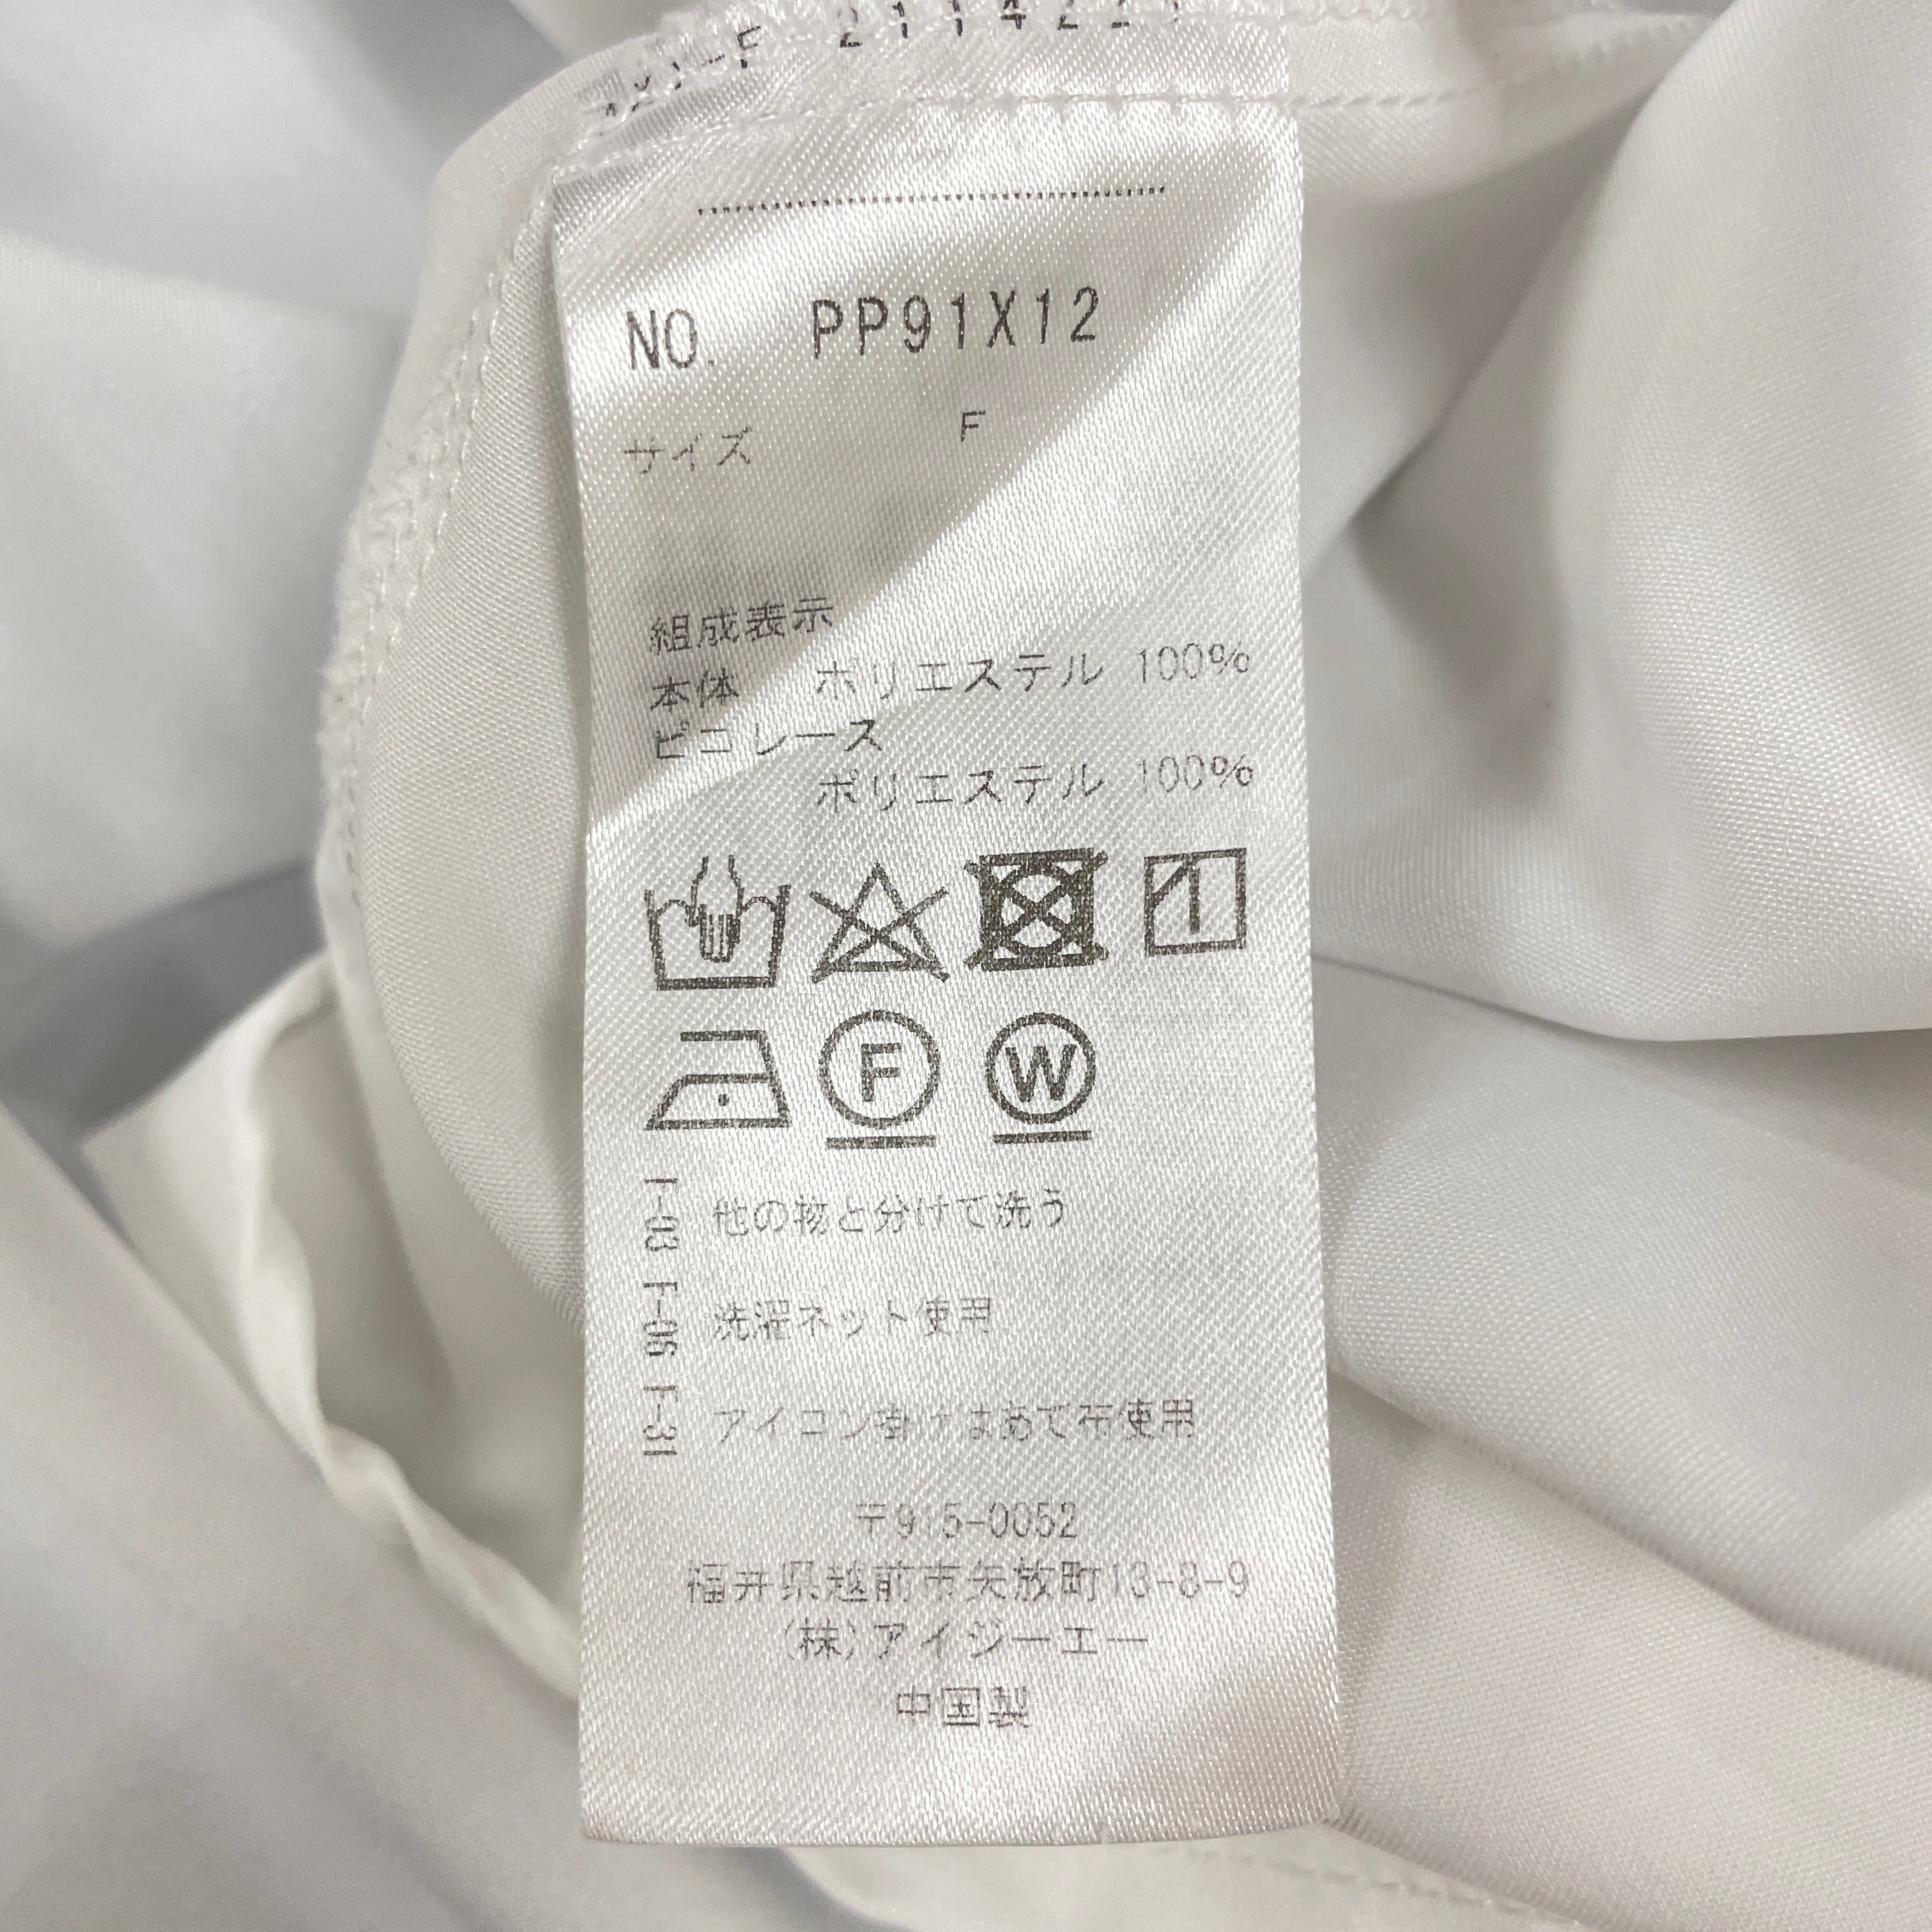 NO. PP91X12
サイズ F
組成表示
本体 ポリエステル 100%
ピコレース
ポリエステル 100%
F
W
F-03 他の物と分けて洗う
F-06 洗濯ネット使用
F-31 アイロン掛けはあて布使用
〒915-0052
福井県越前市矢放町13-8-9
(株)アイジーエー
中国製